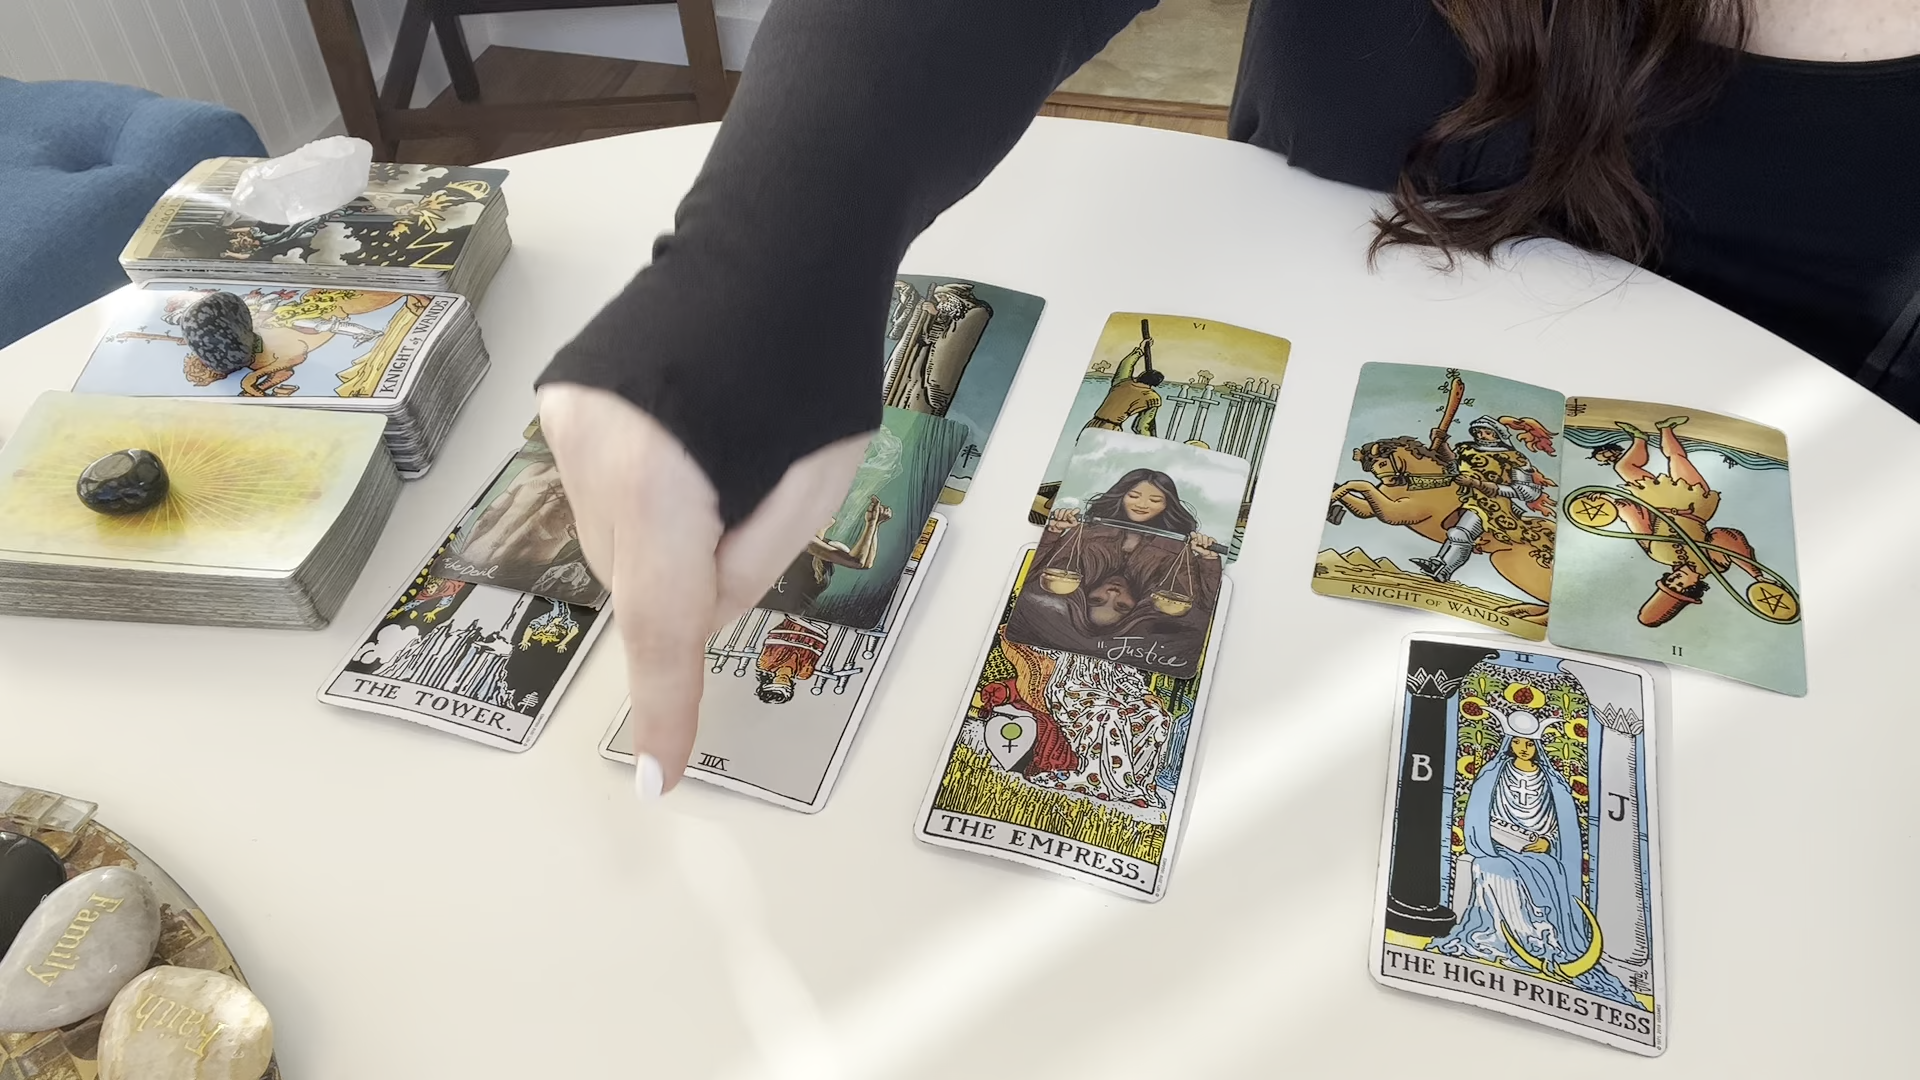 KNIGHT of WANDS
VI
KNIGHT OF WANDS
II
the Devil
Justice
THE TOWER.
VIII
THE EMPRESS.
II
B
J
THE HIGH PRIESTESS
Family
Faith